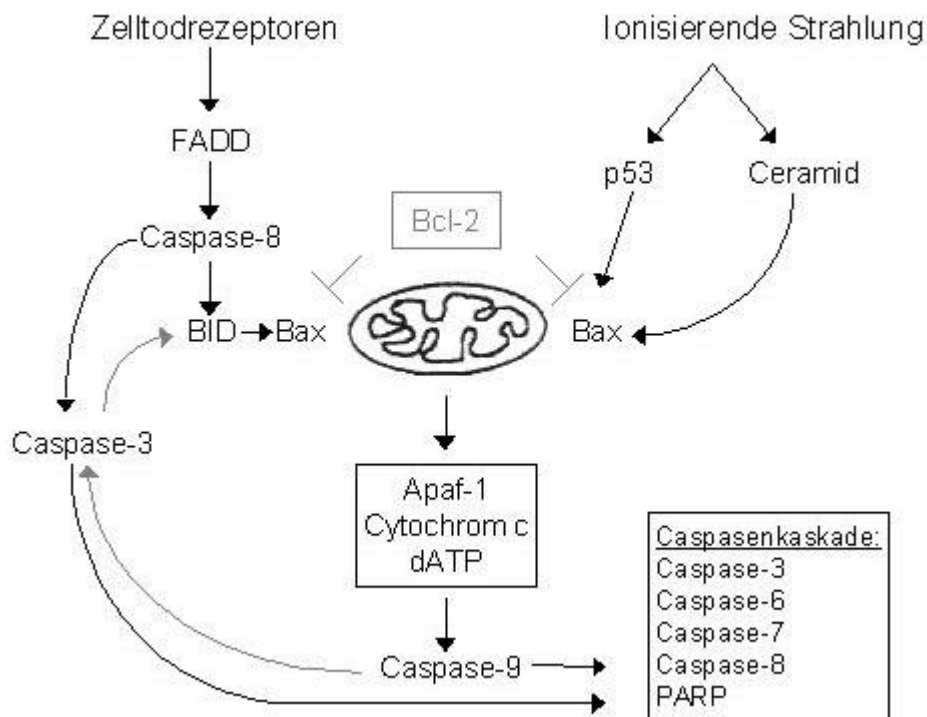 Zelltodrezeptoren
Ionisierende Strahlung
FADD
p53
Ceramid
Bcl-2
Caspase-8
BID
Bax
Bax
Caspase-3
Apaf-1
Cytochrom c
dATP
Caspase-9
Caspasenkaskade:
Caspase-3
Caspase-6
Caspase-7
Caspase-8
PARP